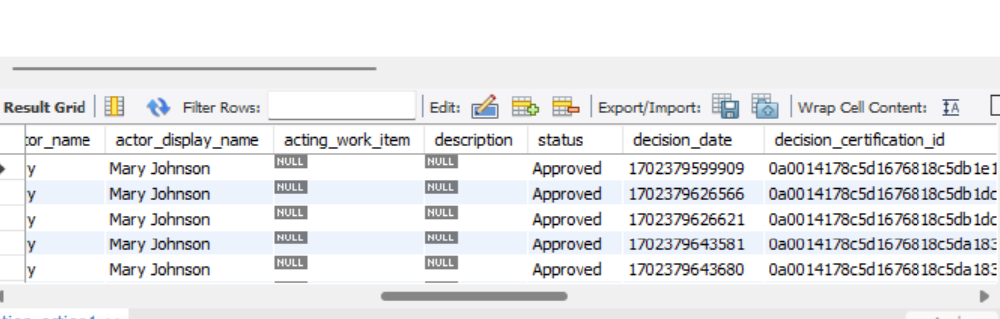 Result Grid Filter Rows: Edit: Export/Import: Wrap Cell Content:
tor_name actor_display_name acting_work_item description status decision_date decision_certification_id
y Mary Johnson NULL NULL Approved 1702379599909 0a0014178c5d1676818c5db1e1
y Mary Johnson NULL NULL Approved 1702379626566 0a0014178c5d1676818c5db1dc
y Mary Johnson NULL NULL Approved 1702379626621 0a0014178c5d1676818c5db1dc
y Mary Johnson NULL NULL Approved 1702379643581 0a0014178c5d1676818c5da183
y Mary Johnson NULL NULL Approved 1702379643680 0a0014178c5d1676818c5da183